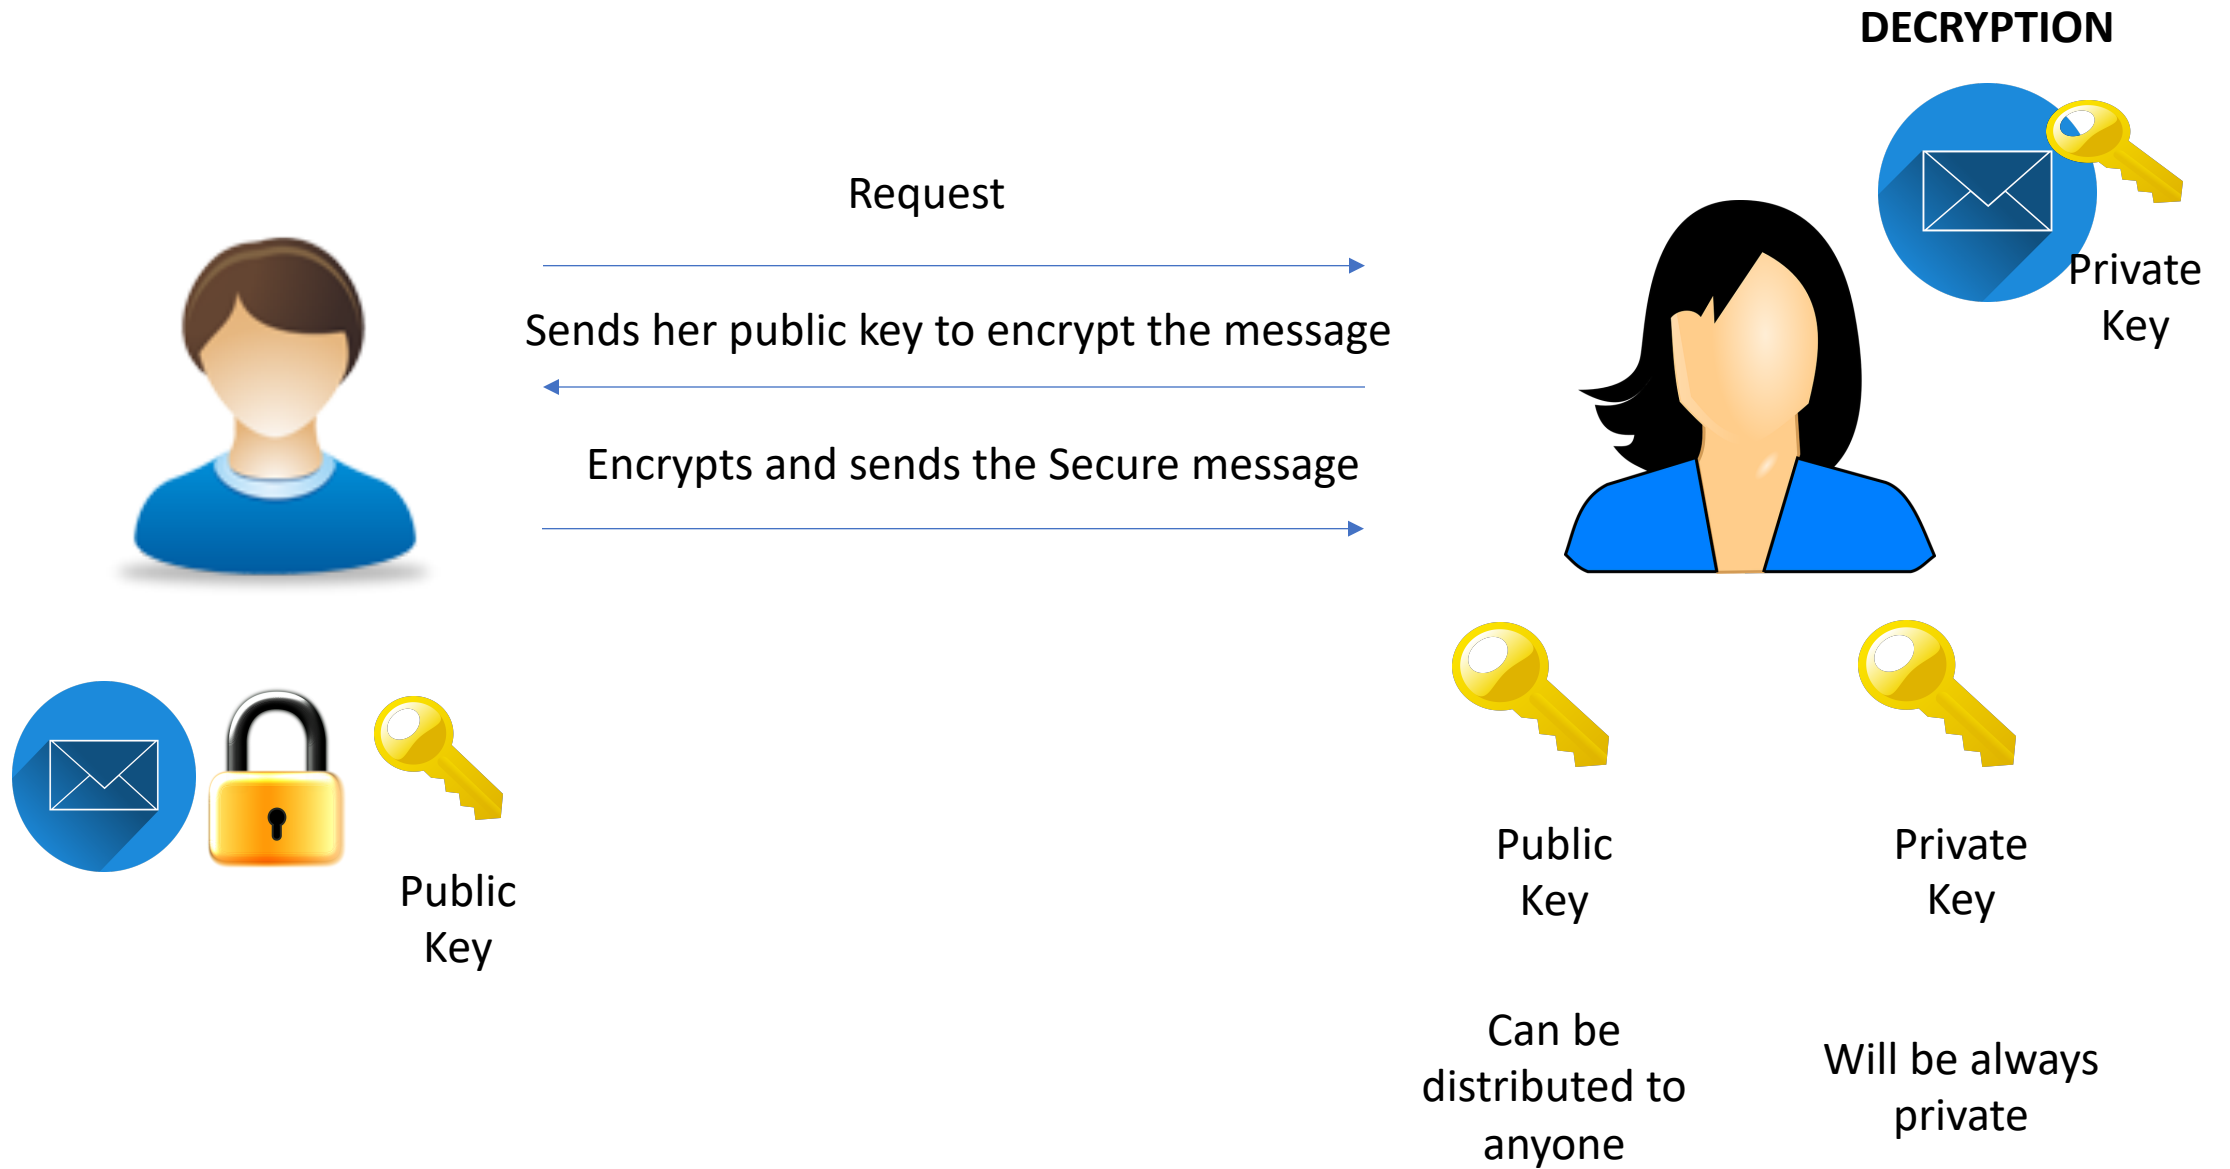 DECRYPTION
Request
Private
Key
Sends her public key to encrypt the message
Encrypts and sends the Secure message
Public
Key
Public
Key
Private
Key
Can be
distributed to
anyone
Will be always
private